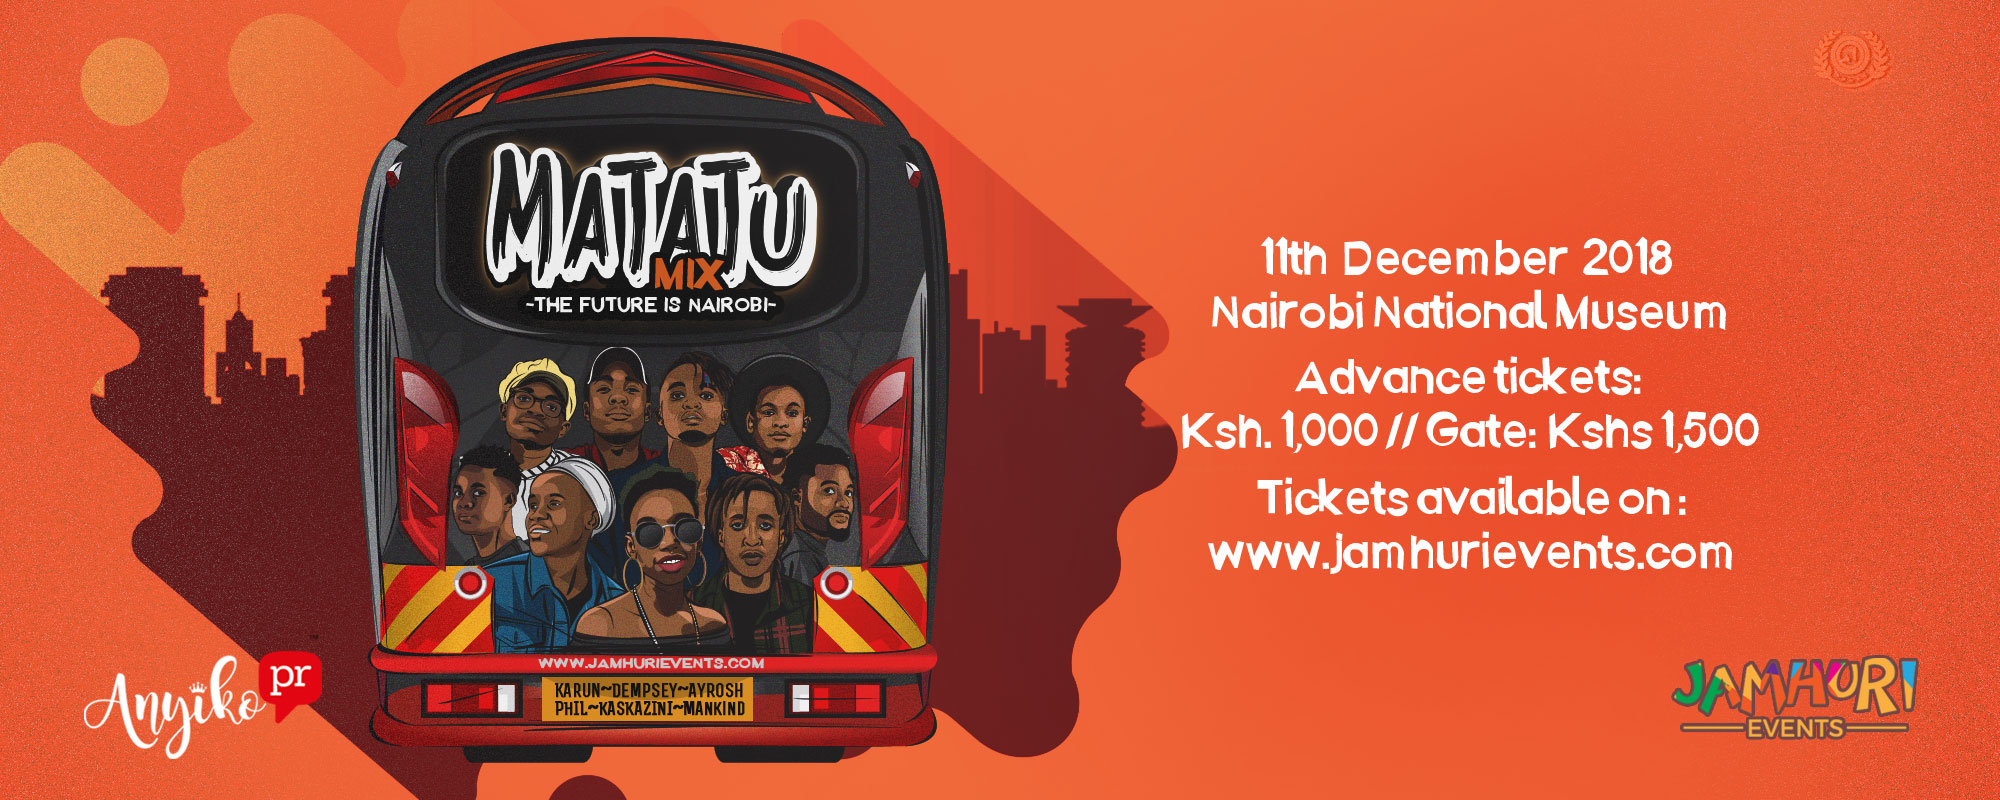 MATATU
MIX
~THE FUTURE IS NAIROBI~
WWW.JAMHURIEVENTS.COM
KARUN~DEMPSEY~AYROSH
PHIL~KASKAZINI~MANKIND
Anyiko pr
™
11th December 2018
Nairobi National Museum
Advance tickets:
Ksh. 1,000 // Gate: Kshs 1,500
Tickets available on :
www.jamhurievents.com
JAMHURI
EVENTS